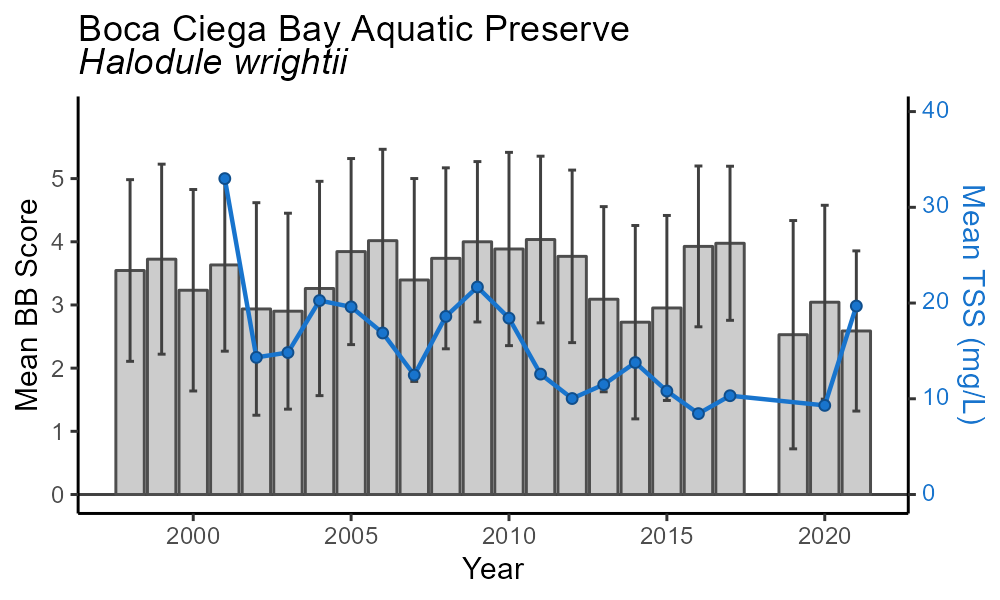 Boca Ciega Bay Aquatic Preserve
Halodule wrightii
Mean BB Score
5
4
3
2
1
0
40
30
20
10
0
Mean TSS (mg/L)
2000 2005 2010 2015 2020
Year